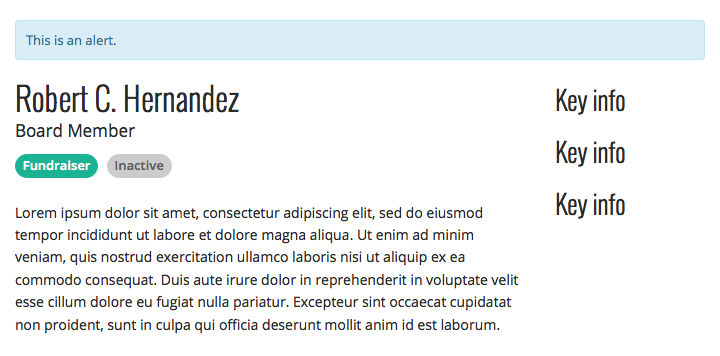 This is an alert.
Robert C. Hernandez
Board Member
Fundraiser Inactive
Lorem ipsum dolor sit amet, consectetur adipiscing elit, sed do eiusmod
tempor incididunt ut labore et dolore magna aliqua. Ut enim ad minim
veniam, quis nostrud exercitation ullamco laboris nisi ut aliquip ex ea
commodo consequat. Duis aute irure dolor in reprehenderit in voluptate velit
esse cillum dolore eu fugiat nulla pariatur. Excepteur sint occaecat cupidatat
non proident, sunt in culpa qui officia deserunt mollit anim id est laborum.
Key info
Key info
Key info